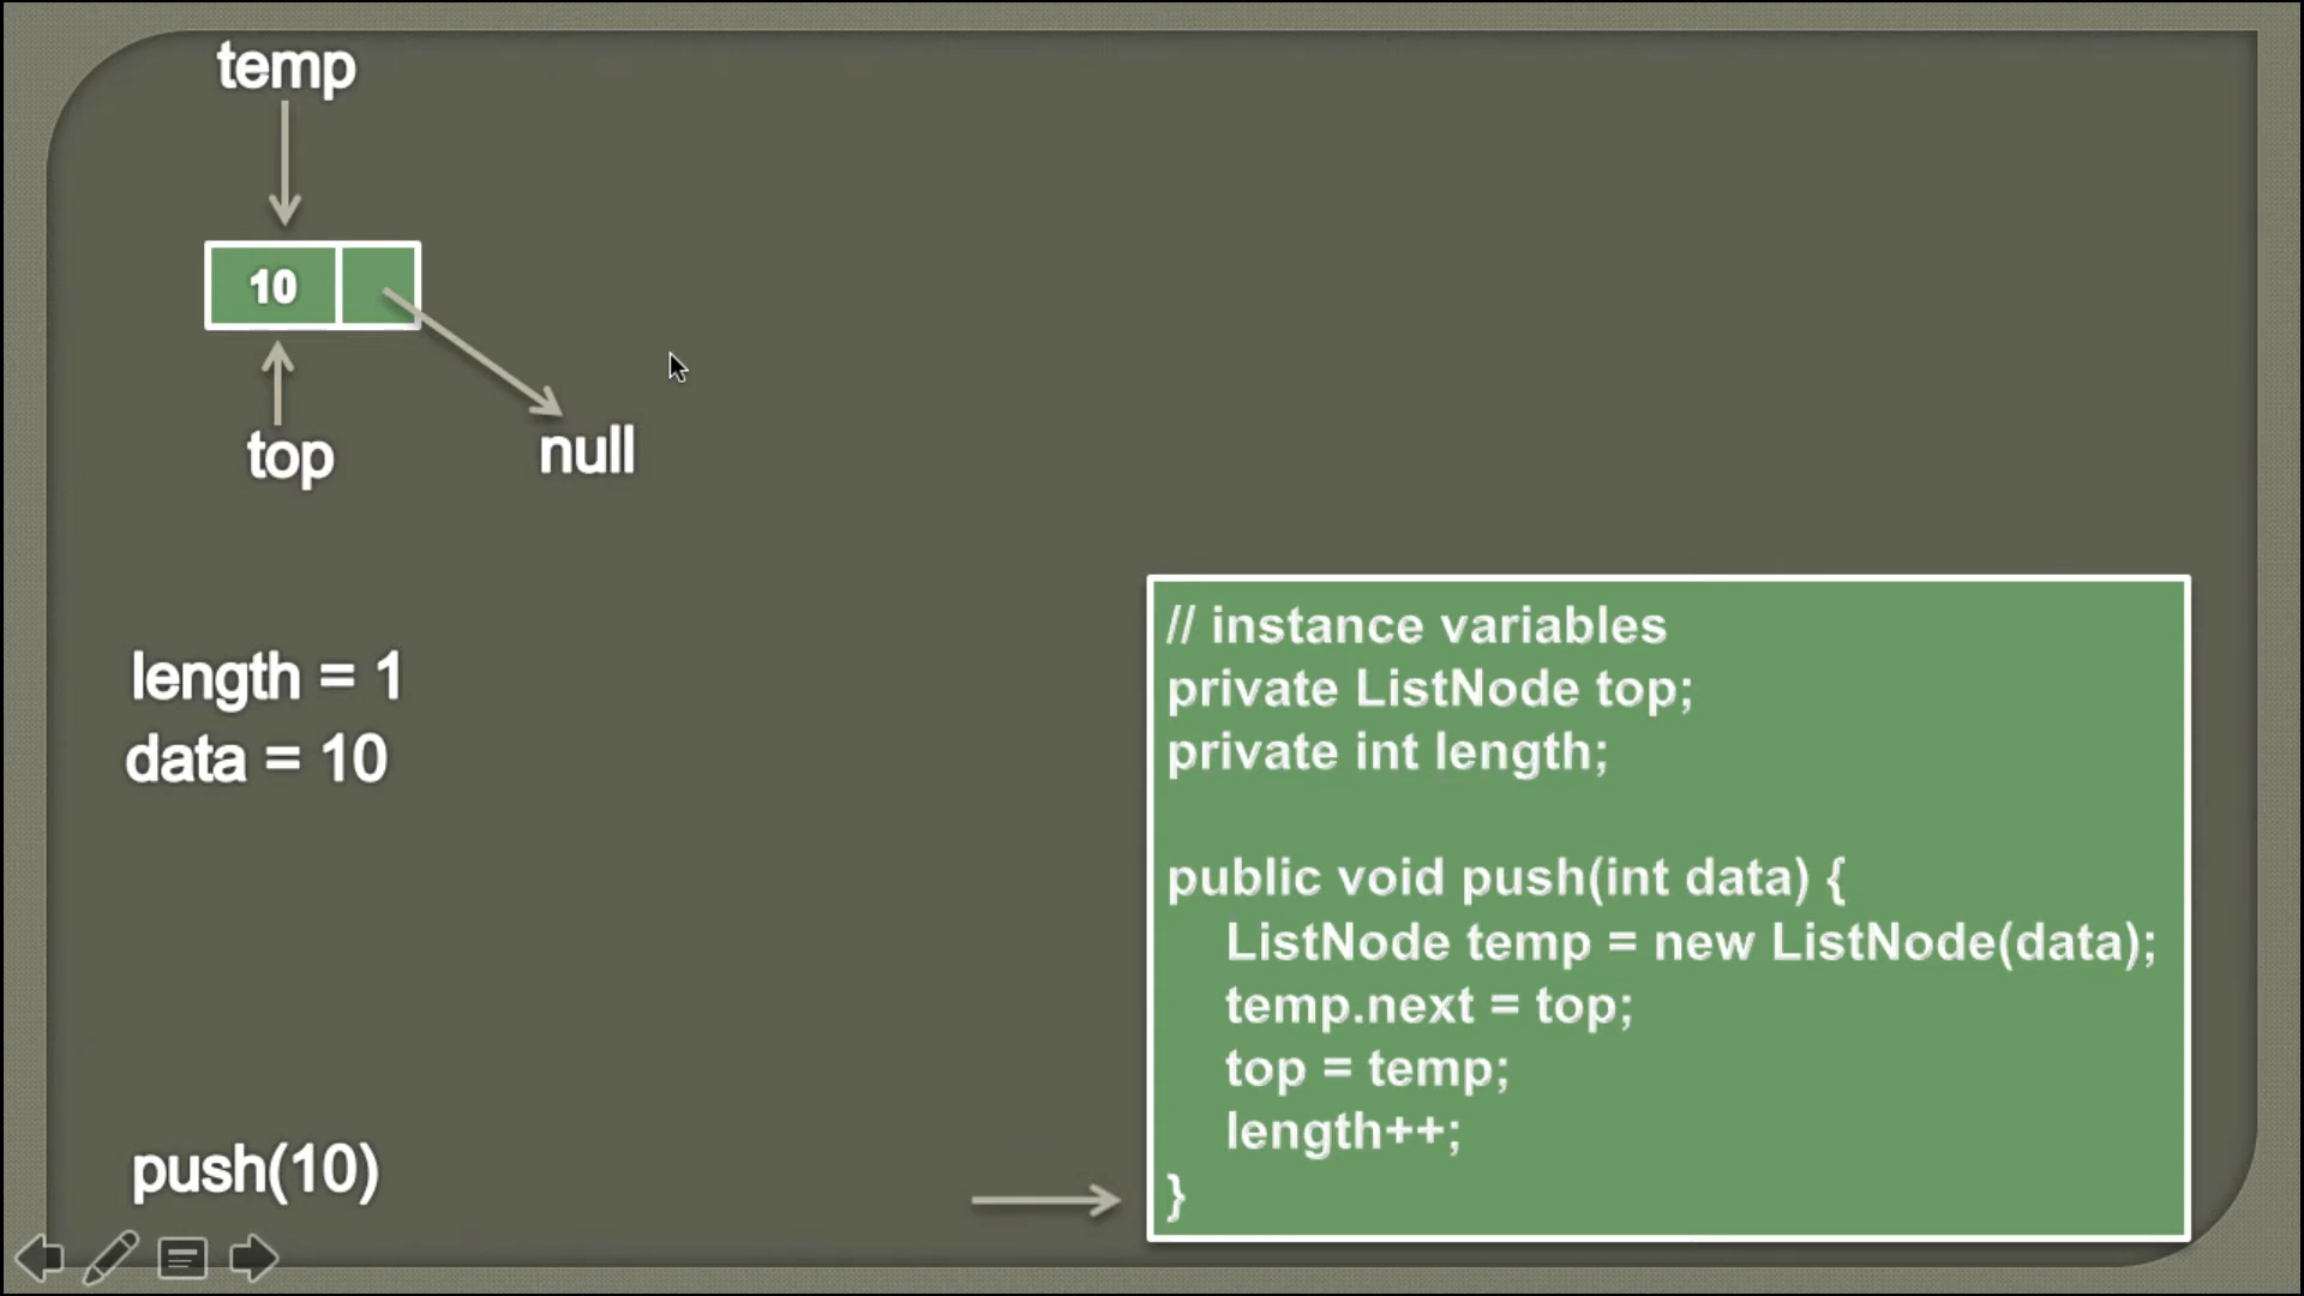 temp
10
top
null
length = 1
data = 10
push(10)
// instance variables
private ListNode top;
private int length;
public void push(int data) {
ListNode temp = new ListNode(data);
temp.next = top;
top = temp;
length++;
}